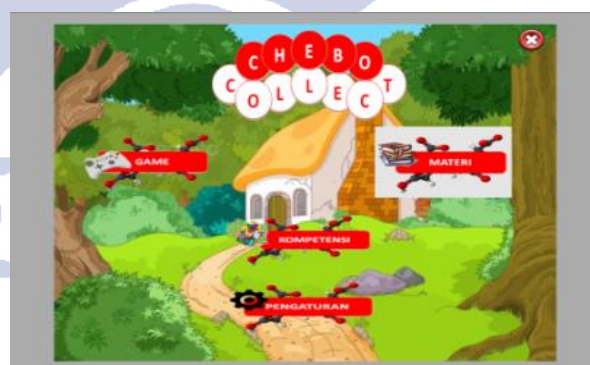 CHEBO
COLLECT
GAME
MATERI
KOMPETENSI
PENGATURAN